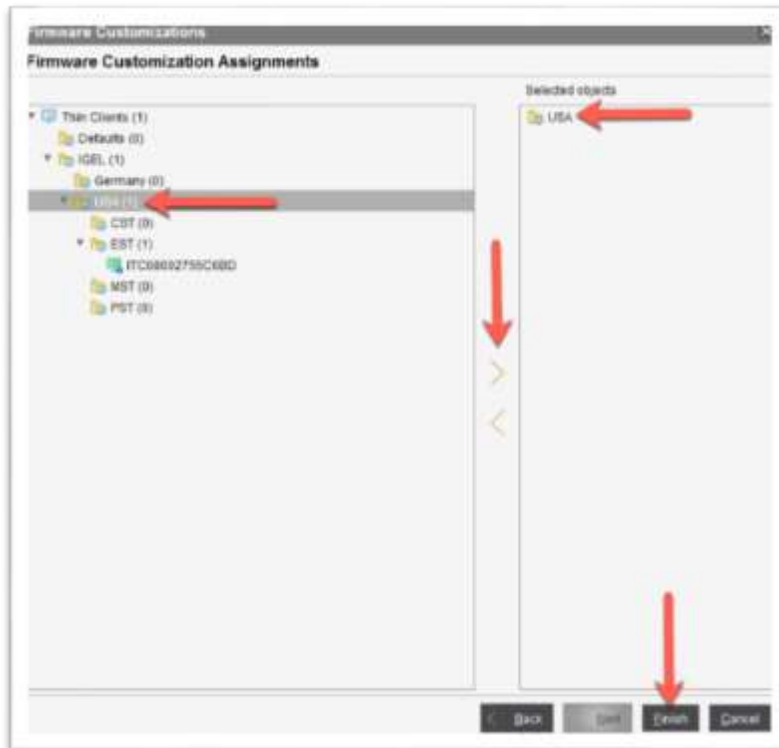 Firmware Customizations
Firmware Customization Assignments
Selected objects
Thin Clients (1)
Defaults (0)
IGEL (1)
Germany (0)
USA (1)
CST (0)
EST (1)
MST (0)
PST (0)
USA
Back
Next
Finish
Cancel